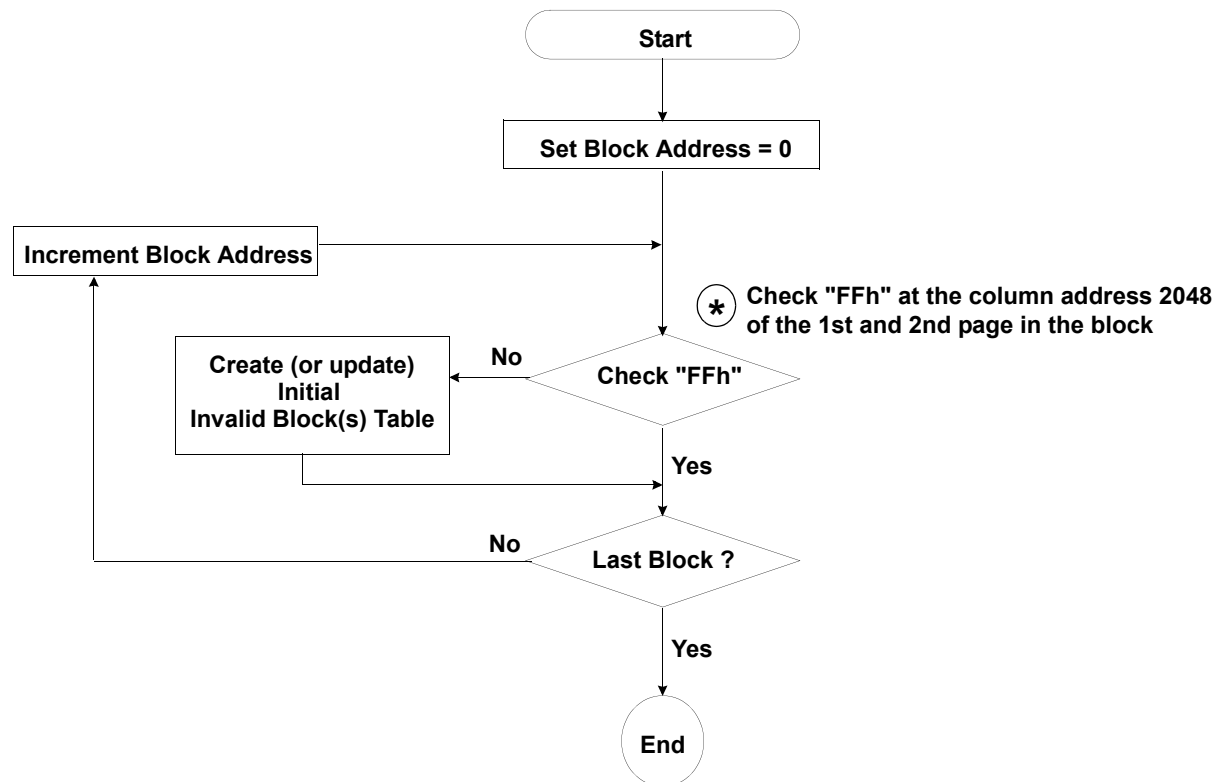 Start
Set Block Address = 0
Increment Block Address
* Check "FFh" at the column address 2048
of the 1st and 2nd page in the block
No
Create (or update)
Initial
Invalid Block(s) Table
Check "FFh"
Yes
No
Last Block ?
Yes
End